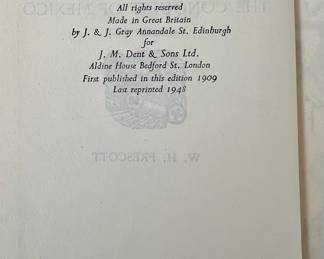 All rights reserved
Made in Great Britain
by J. & J. Gray Annandale St. Edinburgh
for
J. M. Dent & Sons Ltd.
Aldine House Bedford St. London
First published in this edition 1909
Last reprinted 1948
W. H. PRESCOTT